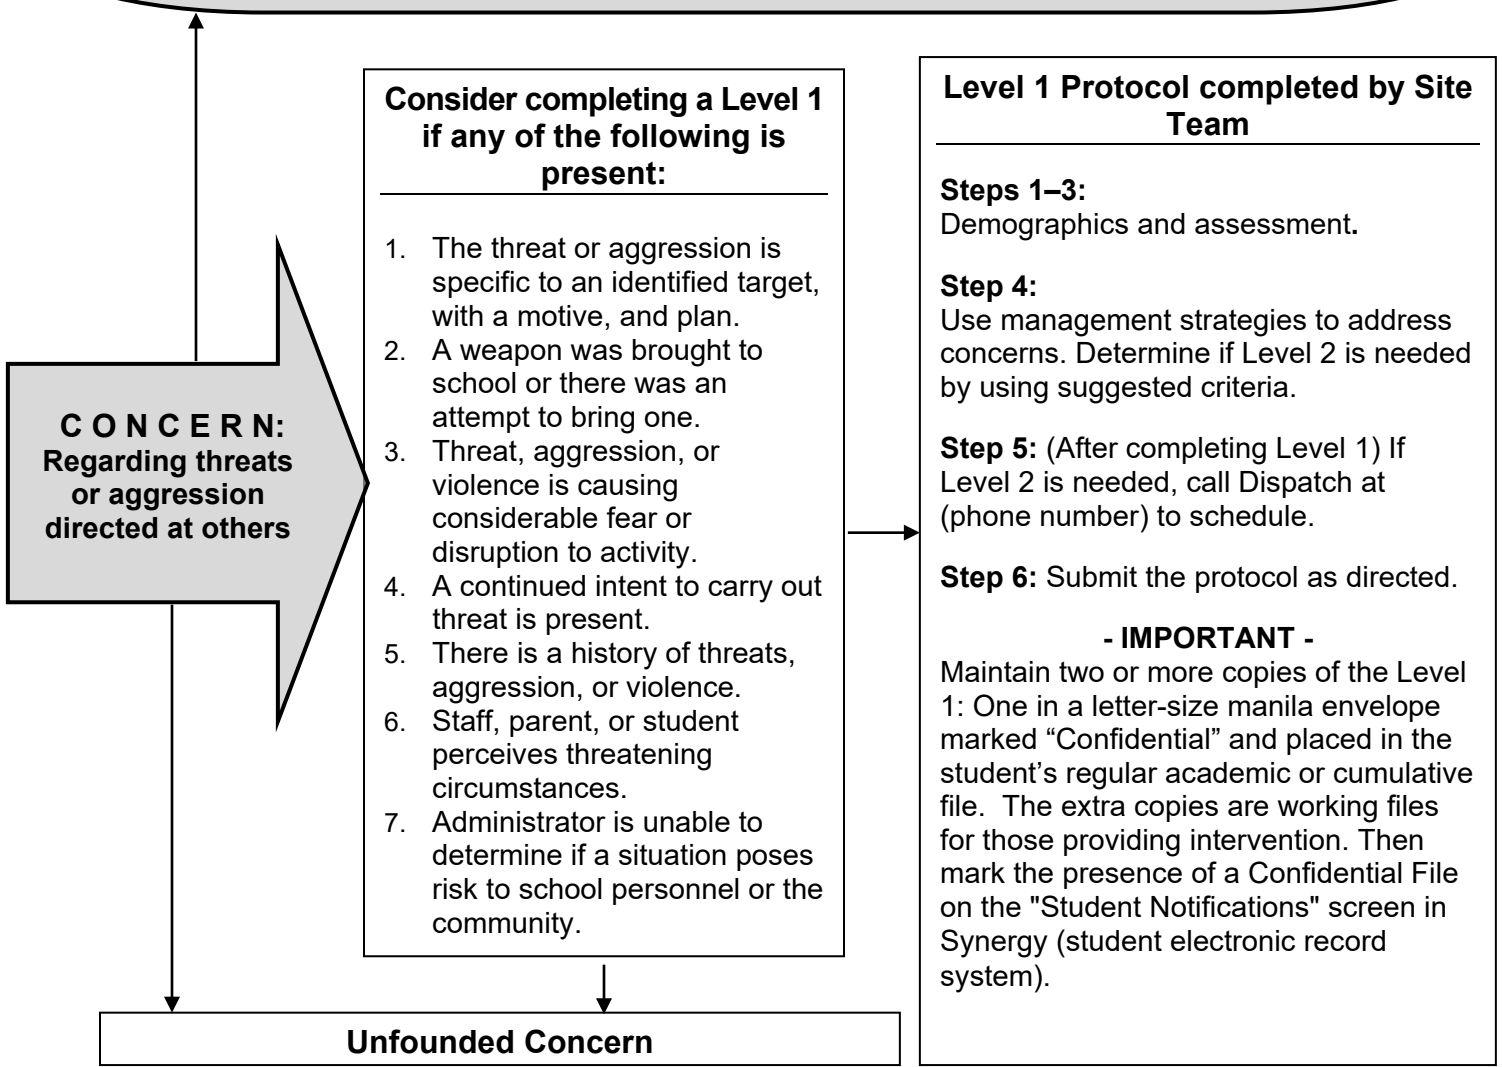 C O N C E R N:
Regarding threats
or aggression
directed at others
Consider completing a Level 1
if any of the following is
present:
1. The threat or aggression is
specific to an identified target,
with a motive, and plan.
2. A weapon was brought to
school or there was an
attempt to bring one.
3. Threat, aggression, or
violence is causing
considerable fear or
disruption to activity.
4. A continued intent to carry out
threat is present.
5. There is a history of threats,
aggression, or violence.
6. Staff, parent, or student
perceives threatening
circumstances.
7. Administrator is unable to
determine if a situation poses
risk to school personnel or the
community.
Level 1 Protocol completed by Site
Team
Steps 1–3:
Demographics and assessment.
Step 4:
Use management strategies to address
concerns. Determine if Level 2 is needed
by using suggested criteria.
Step 5: (After completing Level 1) If
Level 2 is needed, call Dispatch at
(phone number) to schedule.
Step 6: Submit the protocol as directed.
- IMPORTANT -
Maintain two or more copies of the Level
1: One in a letter-size manila envelope
marked “Confidential” and placed in the
student’s regular academic or cumulative
file. The extra copies are working files
for those providing intervention. Then
mark the presence of a Confidential File
on the "Student Notifications" screen in
Synergy (student electronic record
system).
Unfounded Concern